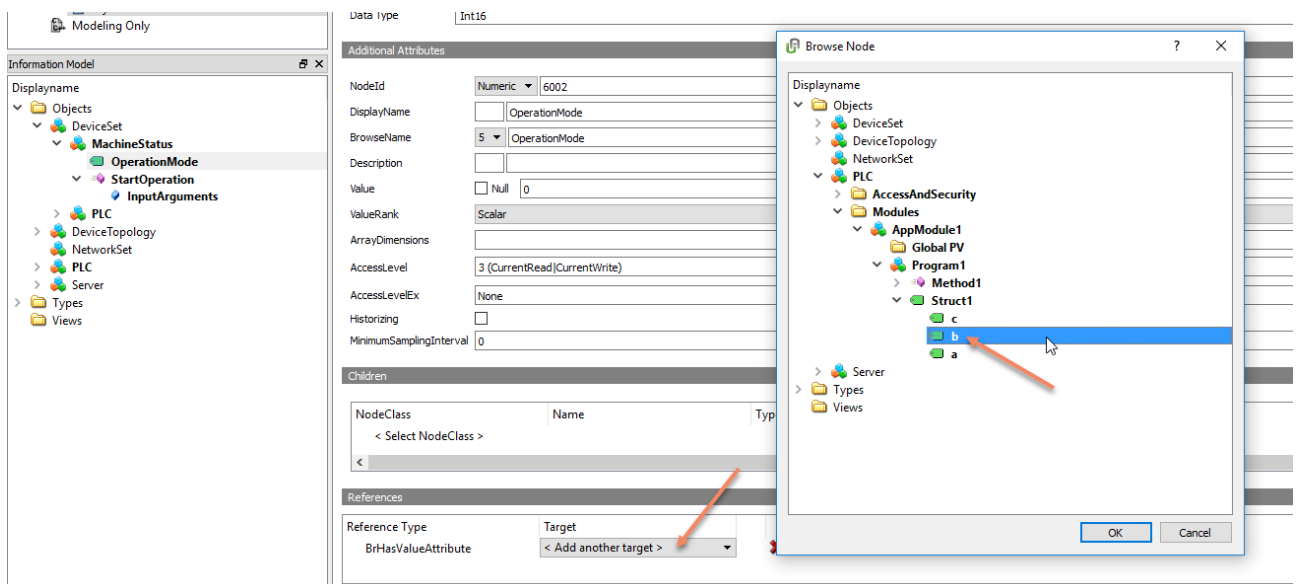 Modeling Only
Information Model
Displayname
Objects
DeviceSet
MachineStatus
OperationMode
StartOperation
InputArguments
PLC
DeviceTopology
NetworkSet
PLC
Server
Types
Views
Data Type Int16
Additional Attributes
NodeId Numeric 6002
DisplayName OperationMode
BrowseName 5 OperationMode
Description
Value Null 0
ValueRank Scalar
ArrayDimensions
AccessLevel 3 (CurrentRead|CurrentWrite)
AccessLevelEx None
Historizing
MinimumSamplingInterval 0
Children
NodeClass Name Typ
< Select NodeClass >
References
Reference Type Target
BrHasValueAttribute < Add another target >
Browse Node ?
Displayname
Objects
DeviceSet
DeviceTopology
NetworkSet
PLC
AccessAndSecurity
Modules
AppModule1
Global PV
Program1
Method1
Struct1
c
b
a
Server
Types
Views
OK Cancel